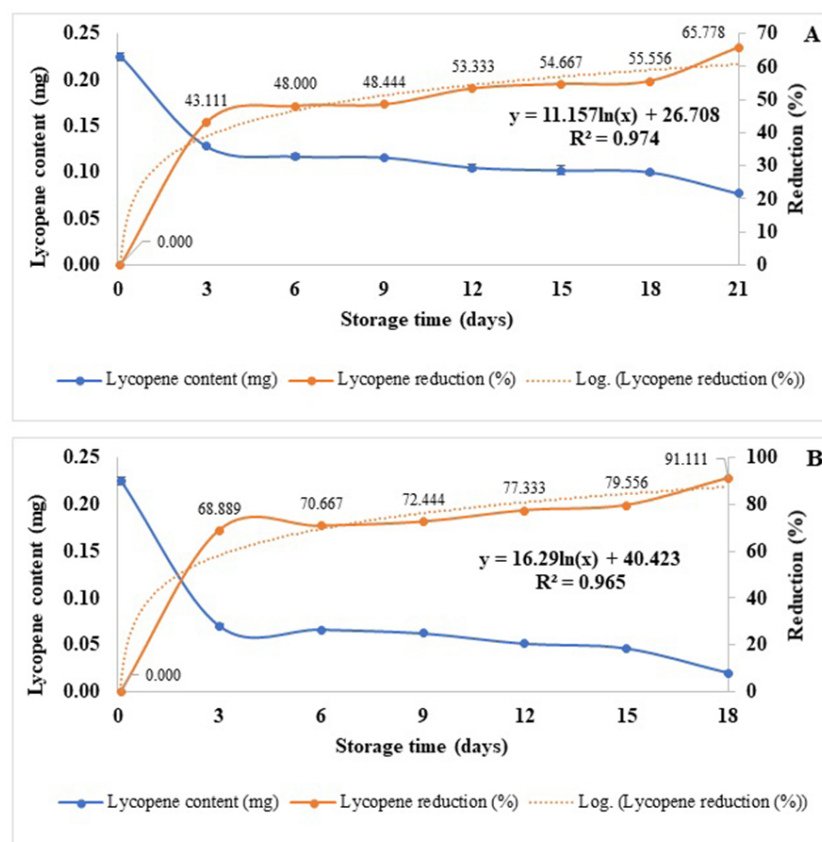 A
Lycopene content (mg)
0.25
0.20
0.15
0.10
0.05
0.00
0.000
43.111
48.000
48.444
53.333
54.667
55.556
65.778
y = 11.157ln(x) + 26.708
R² = 0.974
70
60
50
40
30
20
10
0
Reduction (%)
0 3 6 9 12 15 18 21
Storage time (days)
Lycopene content (mg) Lycopene reduction (%) Log. (Lycopene reduction (%))
B
Lycopene content (mg)
0.25
0.20
0.15
0.10
0.05
0.00
0.000
68.889
70.667
72.444
77.333
79.556
91.111
y = 16.29ln(x) + 40.423
R² = 0.965
100
80
60
40
20
0
Reduction (%)
0 3 6 9 12 15 18
Storage time (days)
Lycopene content (mg) Lycopene reduction (%) Log. (Lycopene reduction (%))